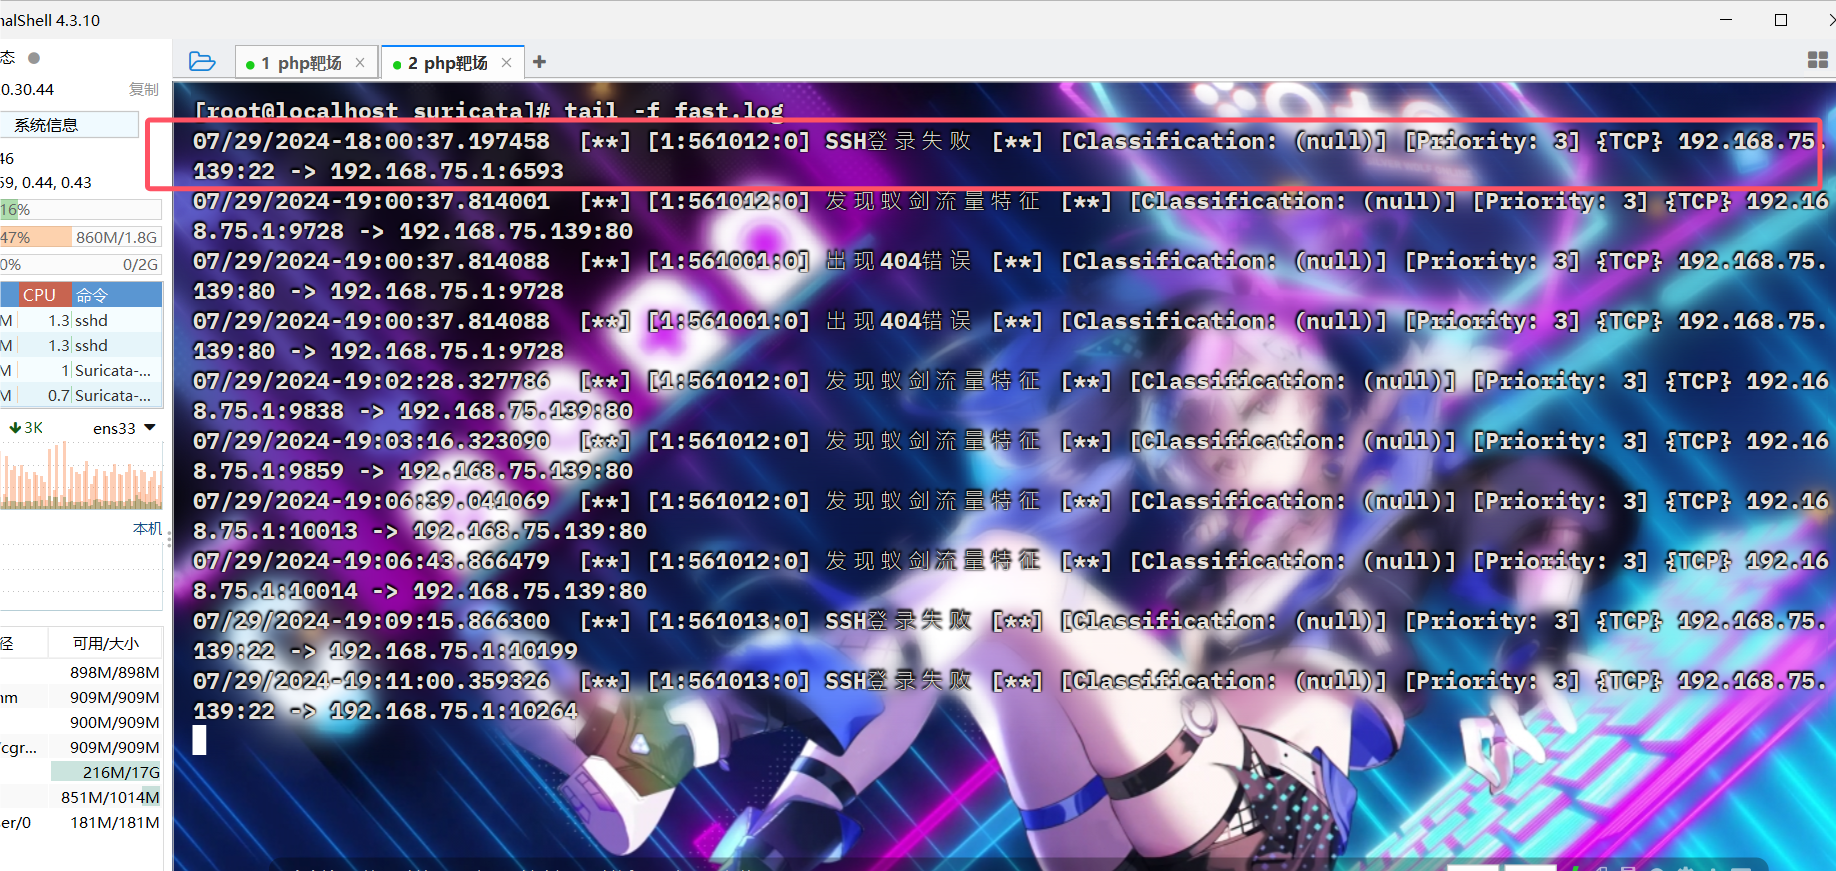 nalShell 4.3.10
态
0.30.44 复制
系统信息
46
59, 0.44, 0.43
16%
47% 860M/1.8G
0% 0/2G
CPU 命令
M 1.3 sshd
M 1.3 sshd
M 1 Suricata-...
M 0.7 Suricata-...
3K ens33
本机
径 可用/大小
898M/898M
nm 909M/909M
900M/909M
/cgr... 909M/909M
216M/17G
851M/1014M
er/0 181M/181M
1 php靶场
2 php靶场
[root@localhost suricata]# tail -f fast.log
07/29/2024-18:00:37.197458 [**] [1:561012:0] SSH登录失败 [**] [Classification: (null)] [Priority: 3] {TCP} 192.168.75.
139:22 -> 192.168.75.1:6593
07/29/2024-19:00:37.814001 [**] [1:561012:0] 发现蚁剑流量特征 [**] [Classification: (null)] [Priority: 3] {TCP} 192.16
8.75.1:9728 -> 192.168.75.139:80
07/29/2024-19:00:37.814088 [**] [1:561001:0] 出现404错误 [**] [Classification: (null)] [Priority: 3] {TCP} 192.168.75.
139:80 -> 192.168.75.1:9728
07/29/2024-19:00:37.814088 [**] [1:561001:0] 出现404错误 [**] [Classification: (null)] [Priority: 3] {TCP} 192.168.75.
139:80 -> 192.168.75.1:9728
07/29/2024-19:02:28.327786 [**] [1:561012:0] 发现蚁剑流量特征 [**] [Classification: (null)] [Priority: 3] {TCP} 192.16
8.75.1:9838 -> 192.168.75.139:80
07/29/2024-19:03:16.323090 [**] [1:561012:0] 发现蚁剑流量特征 [**] [Classification: (null)] [Priority: 3] {TCP} 192.16
8.75.1:9859 -> 192.168.75.139:80
07/29/2024-19:06:39.041069 [**] [1:561012:0] 发现蚁剑流量特征 [**] [Classification: (null)] [Priority: 3] {TCP} 192.16
8.75.1:10013 -> 192.168.75.139:80
07/29/2024-19:06:43.866479 [**] [1:561012:0] 发现蚁剑流量特征 [**] [Classification: (null)] [Priority: 3] {TCP} 192.16
8.75.1:10014 -> 192.168.75.139:80
07/29/2024-19:09:15.866300 [**] [1:561013:0] SSH登录失败 [**] [Classification: (null)] [Priority: 3] {TCP} 192.168.75.
139:22 -> 192.168.75.1:10199
07/29/2024-19:11:00.359326 [**] [1:561013:0] SSH登录失败 [**] [Classification: (null)] [Priority: 3] {TCP} 192.168.75.
139:22 -> 192.168.75.1:10264